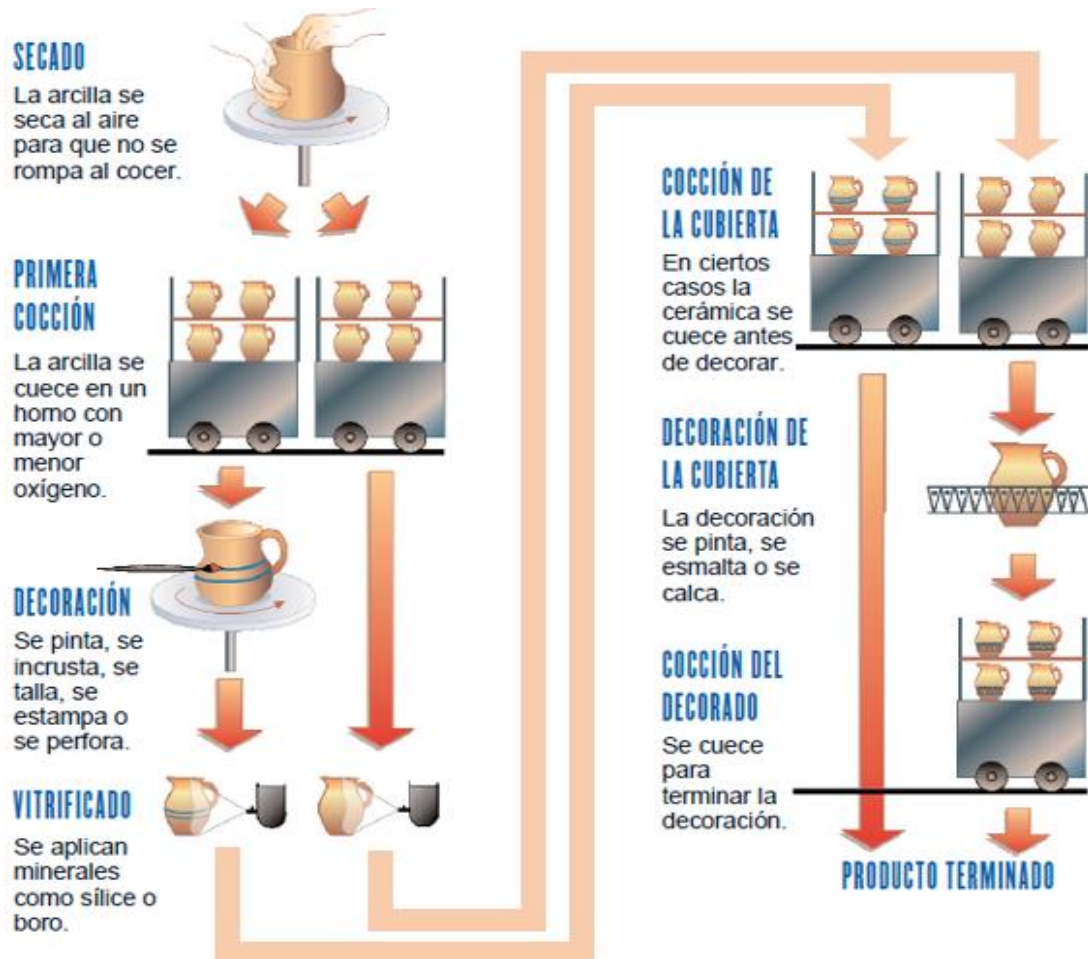 SECADO
La arcilla se
seca al aire
para que no se
rompa al cocer.
PRIMERA
COCCIÓN
La arcilla se
cuece en un
horno con
mayor o
menor
oxígeno.
DECORACIÓN
Se pinta, se
incrusta, se
talla, se
estampa o
se perfora.
VITRIFICADO
Se aplican
minerales
como sílice o
boro.
COCCIÓN DE
LA CUBIERTA
En ciertos
casos la
cerámica se
cuece antes
de decorar.
DECORACIÓN DE
LA CUBIERTA
La decoración
se pinta, se
esmalta o se
calca.
COCCIÓN DEL
DECORADO
Se cuece
para
terminar la
decoración.
PRODUCTO TERMINADO